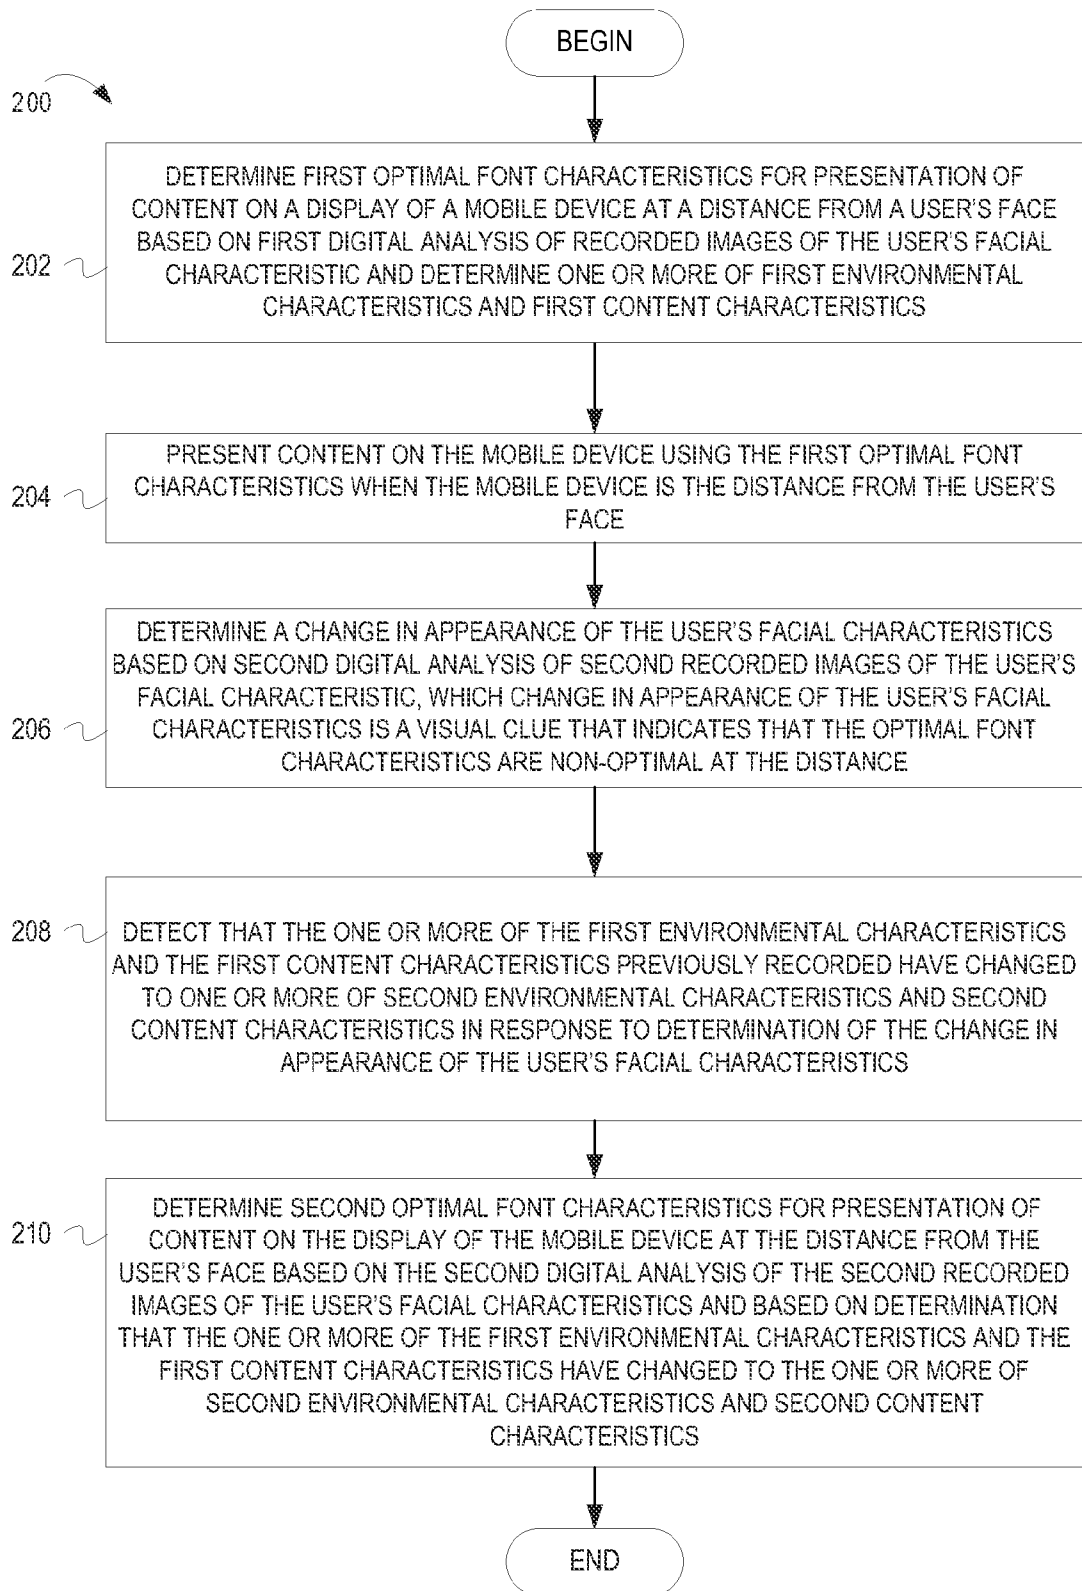 BEGIN
200
DETERMINE FIRST OPTIMAL FONT CHARACTERISTICS FOR PRESENTATION OF
CONTENT ON A DISPLAY OF A MOBILE DEVICE AT A DISTANCE FROM A USER'S FACE
BASED ON FIRST DIGITAL ANALYSIS OF RECORDED IMAGES OF THE USER'S FACIAL
CHARACTERISTIC AND DETERMINE ONE OR MORE OF FIRST ENVIRONMENTAL
CHARACTERISTICS AND FIRST CONTENT CHARACTERISTICS
202
PRESENT CONTENT ON THE MOBILE DEVICE USING THE FIRST OPTIMAL FONT
CHARACTERISTICS WHEN THE MOBILE DEVICE IS THE DISTANCE FROM THE USER'S
FACE
204
DETERMINE A CHANGE IN APPEARANCE OF THE USER'S FACIAL CHARACTERISTICS
BASED ON SECOND DIGITAL ANALYSIS OF SECOND RECORDED IMAGES OF THE USER'S
FACIAL CHARACTERISTIC, WHICH CHANGE IN APPEARANCE OF THE USER'S FACIAL
CHARACTERISTICS IS A VISUAL CLUE THAT INDICATES THAT THE OPTIMAL FONT
CHARACTERISTICS ARE NON-OPTIMAL AT THE DISTANCE
206
208
DETECT THAT THE ONE OR MORE OF THE FIRST ENVIRONMENTAL CHARACTERISTICS
AND THE FIRST CONTENT CHARACTERISTICS PREVIOUSLY RECORDED HAVE CHANGED
TO ONE OR MORE OF SECOND ENVIRONMENTAL CHARACTERISTICS AND SECOND
CONTENT CHARACTERISTICS IN RESPONSE TO DETERMINATION OF THE CHANGE IN
APPEARANCE OF THE USER'S FACIAL CHARACTERISTICS
210
DETERMINE SECOND OPTIMAL FONT CHARACTERISTICS FOR PRESENTATION OF
CONTENT ON THE DISPLAY OF THE MOBILE DEVICE AT THE DISTANCE FROM THE
USER'S FACE BASED ON THE SECOND DIGITAL ANALYSIS OF THE SECOND RECORDED
IMAGES OF THE USER'S FACIAL CHARACTERISTICS AND BASED ON DETERMINATION
THAT THE ONE OR MORE OF THE FIRST ENVIRONMENTAL CHARACTERISTICS AND THE
FIRST CONTENT CHARACTERISTICS HAVE CHANGED TO THE ONE OR MORE OF
SECOND ENVIRONMENTAL CHARACTERISTICS AND SECOND CONTENT
CHARACTERISTICS
END